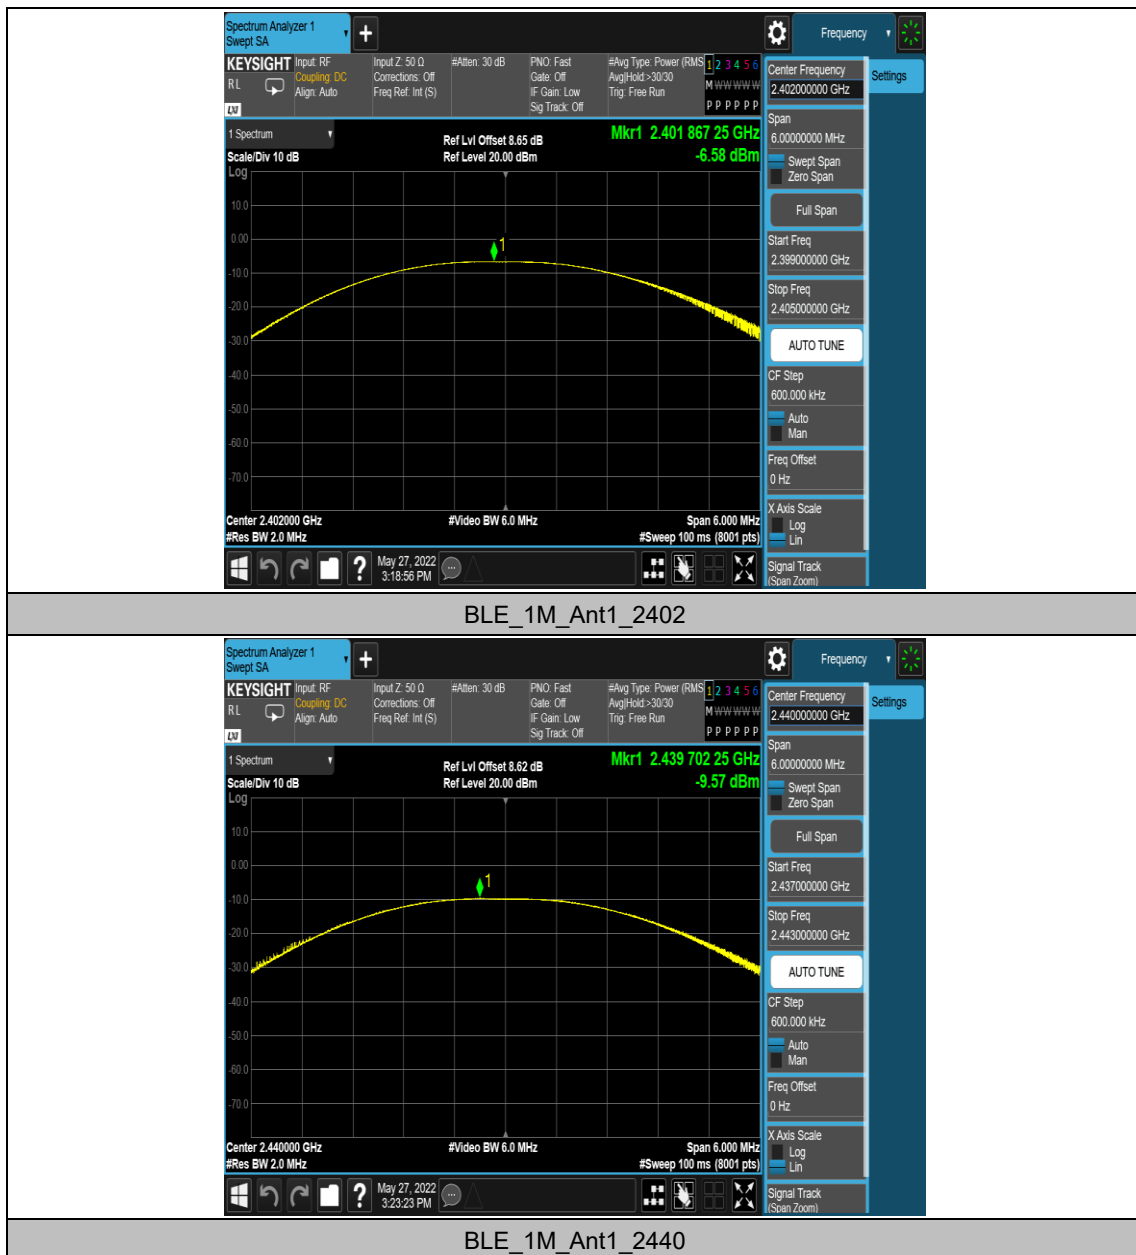 Spectrum Analyzer 1
Swept SA
Frequency
KEYSIGHT
RL
LXI
Input: RF
Coupling: DC
Align: Auto
Input Z: 50 Ω
Corrections: Off
Freq Ref: Int (S)
#Atten: 30 dB
PNO: Fast
Gate: Off
IF Gain: Low
Sig Track: Off
#Avg Type: Power (RMS
Avg|Hold:>30/30
Trig: Free Run
1 2 3 4 5 6
M W W W W W
P P P P P P
1 Spectrum
Scale/Div 10 dB
Ref Lvl Offset 8.65 dB
Ref Level 20.00 dBm
Mkr1 2.401 867 25 GHz
-6.58 dBm
Log
10.0
0.00
-10.0
-20.0
-30.0
-40.0
-50.0
-60.0
-70.0
1
Center 2.402000 GHz
#Res BW 2.0 MHz
#Video BW 6.0 MHz
Span 6.000 MHz
#Sweep 100 ms (8001 pts)
May 27, 2022
3:18:56 PM
Center Frequency
2.402000000 GHz
Settings
Span
6.00000000 MHz
Swept Span
Zero Span
Full Span
Start Freq
2.399000000 GHz
Stop Freq
2.405000000 GHz
AUTO TUNE
CF Step
600.000 kHz
Auto
Man
Freq Offset
0 Hz
X Axis Scale
Log
Lin
Signal Track
(Span Zoom)
BLE_1M_Ant1_2402
Spectrum Analyzer 1
Swept SA
Frequency
KEYSIGHT
RL
LXI
Input: RF
Coupling: DC
Align: Auto
Input Z: 50 Ω
Corrections: Off
Freq Ref: Int (S)
#Atten: 30 dB
PNO: Fast
Gate: Off
IF Gain: Low
Sig Track: Off
#Avg Type: Power (RMS
Avg|Hold:>30/30
Trig: Free Run
1 2 3 4 5 6
M W W W W W
P P P P P P
1 Spectrum
Scale/Div 10 dB
Ref Lvl Offset 8.62 dB
Ref Level 20.00 dBm
Mkr1 2.439 702 25 GHz
-9.57 dBm
Log
10.0
0.00
-10.0
-20.0
-30.0
-40.0
-50.0
-60.0
-70.0
1
Center 2.440000 GHz
#Res BW 2.0 MHz
#Video BW 6.0 MHz
Span 6.000 MHz
#Sweep 100 ms (8001 pts)
May 27, 2022
3:23:23 PM
Center Frequency
2.440000000 GHz
Settings
Span
6.00000000 MHz
Swept Span
Zero Span
Full Span
Start Freq
2.437000000 GHz
Stop Freq
2.443000000 GHz
AUTO TUNE
CF Step
600.000 kHz
Auto
Man
Freq Offset
0 Hz
X Axis Scale
Log
Lin
Signal Track
(Span Zoom)
BLE_1M_Ant1_2440